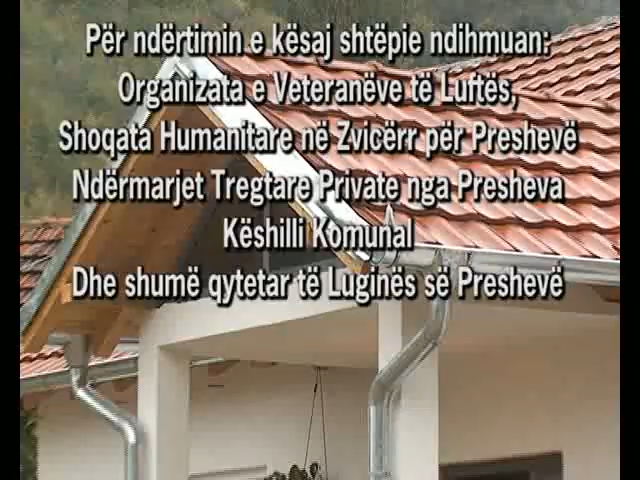 Për ndërtimin e kësaj shtëpie ndihmuan:
Organizata e Veteranëve të Luftës,
Shoqata Humanitare në Zvicërr për Preshevë
Ndërmarjet Tregtare Private nga Presheva
Këshilli Komunal
Dhe shumë qytetar të Luginës së Preshevë